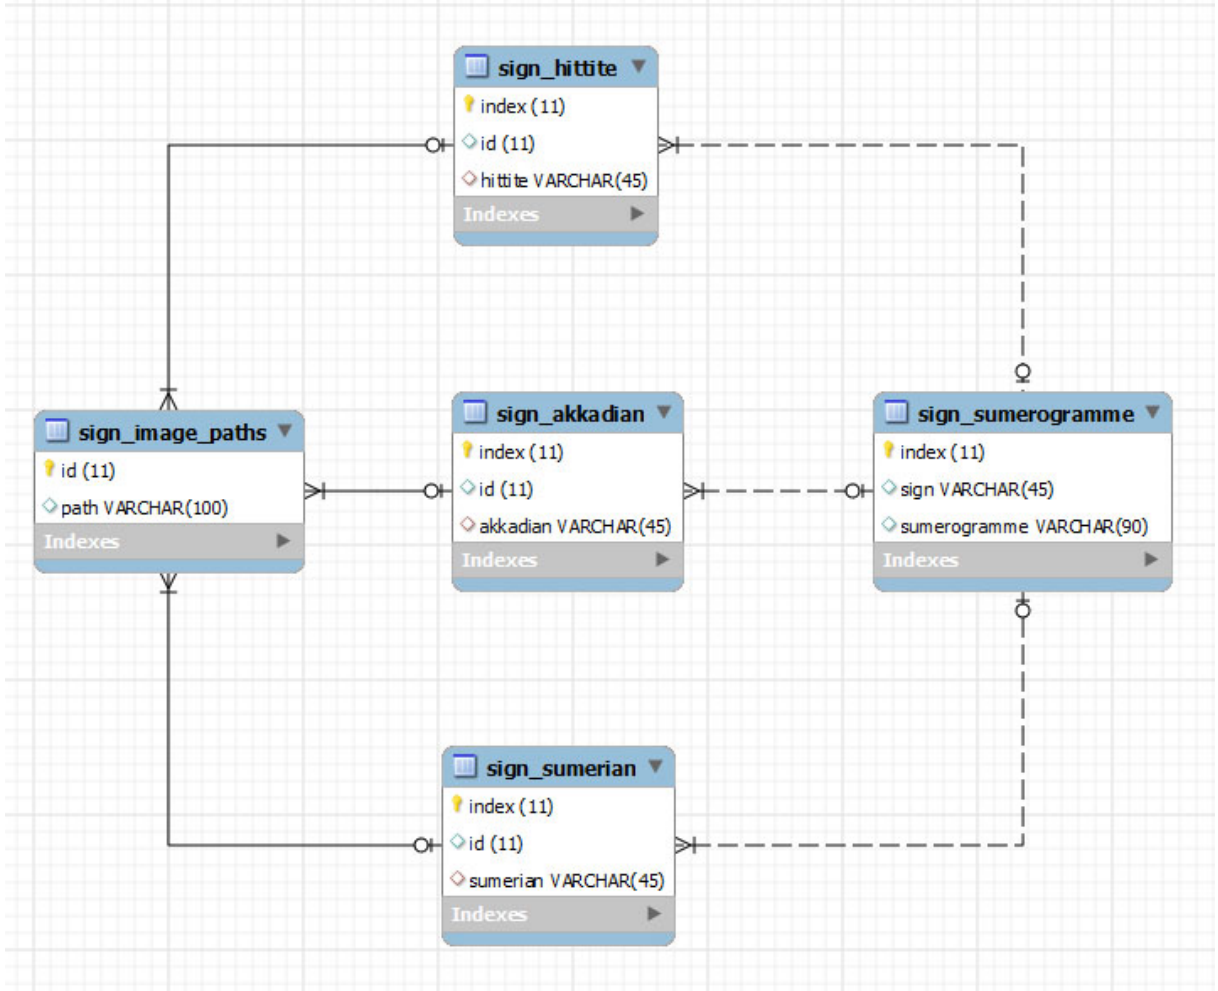 sign_hittite
index (11)
id (11)
hittite VARCHAR(45)
Indexes
sign_image_paths
id (11)
path VARCHAR(100)
Indexes
sign_akkadian
index (11)
id (11)
akkadian VARCHAR(45)
Indexes
sign_sumerogramme
index (11)
sign VARCHAR(45)
sumerogramme VARCHAR(90)
Indexes
sign_sumerian
index (11)
id (11)
sumerian VARCHAR(45)
Indexes